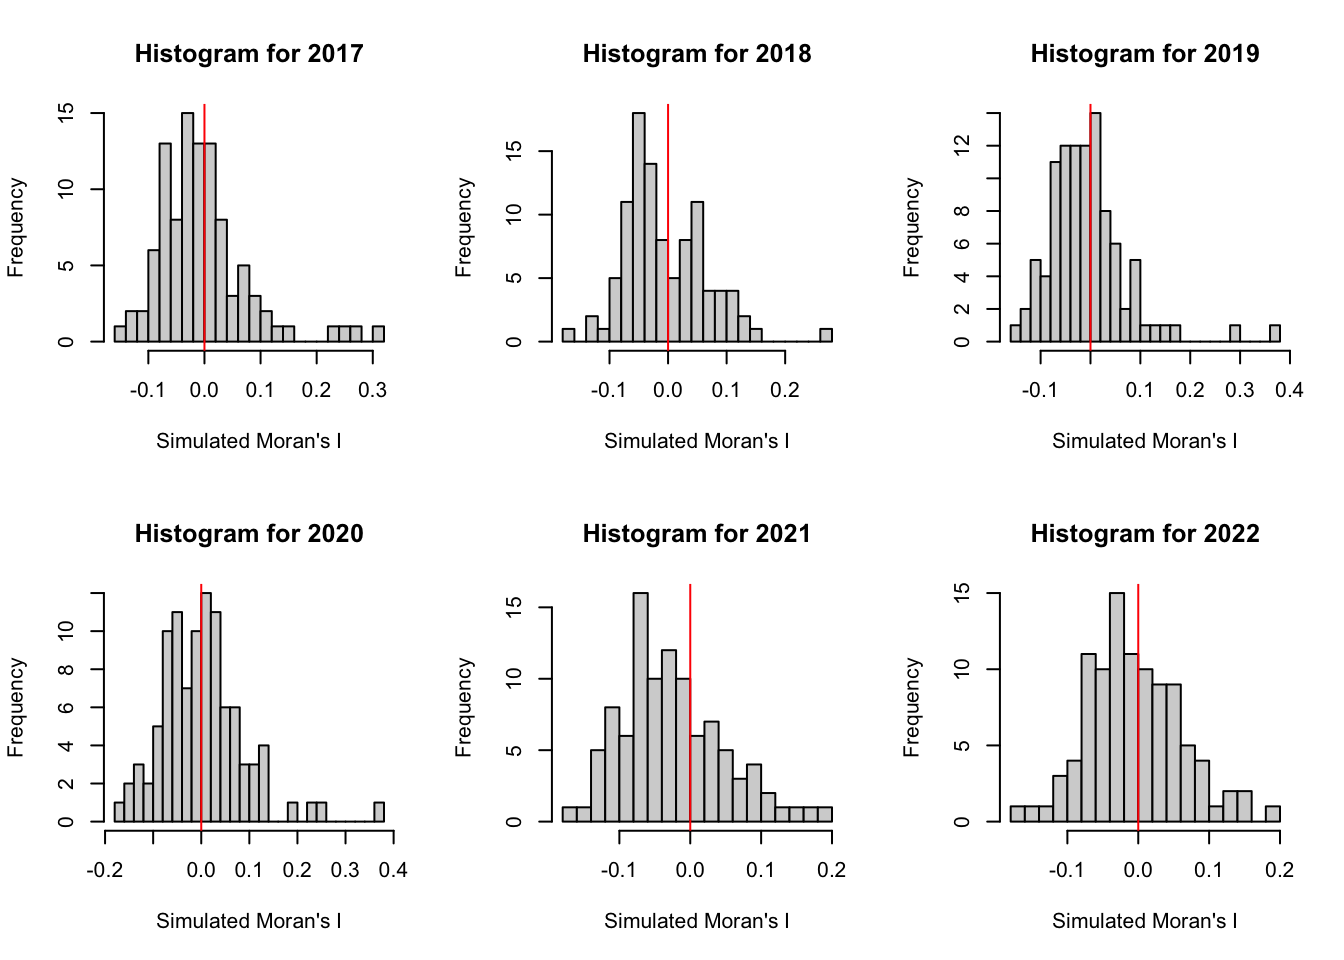 Histogram for 2017
Frequency
15
10
5
0
-0.1 0.0 0.1 0.2 0.3
Simulated Moran's I
Histogram for 2018
Frequency
15
10
5
0
-0.1 0.0 0.1 0.2
Simulated Moran's I
Histogram for 2019
Frequency
12
8
6
4
2
0
-0.1 0.1 0.2 0.3 0.4
Simulated Moran's I
Histogram for 2020
Frequency
10
8
6
4
2
0
-0.2 0.0 0.1 0.2 0.3 0.4
Simulated Moran's I
Histogram for 2021
Frequency
15
10
5
0
-0.1 0.0 0.1 0.2
Simulated Moran's I
Histogram for 2022
Frequency
15
10
5
0
-0.1 0.0 0.1 0.2
Simulated Moran's I